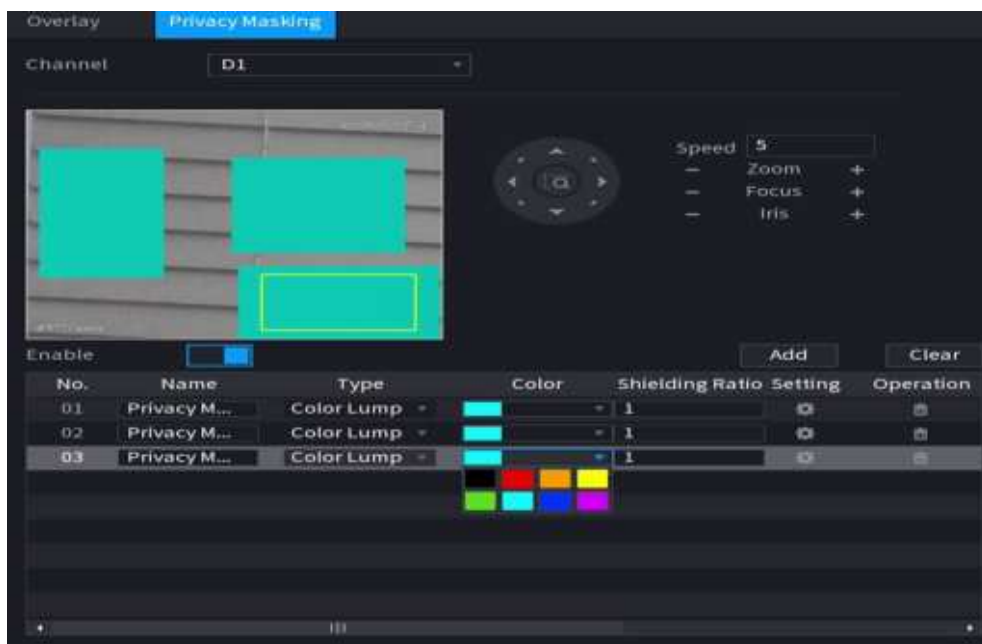 Overlay Privacy Masking
Channel D1
Speed 5
Zoom
Focus
Iris
Enable Add Clear
No. Name Type Color Shielding Ratio Setting Operation
01 Privacy M... Color Lump 1
02 Privacy M... Color Lump 1
03 Privacy M... Color Lump 1